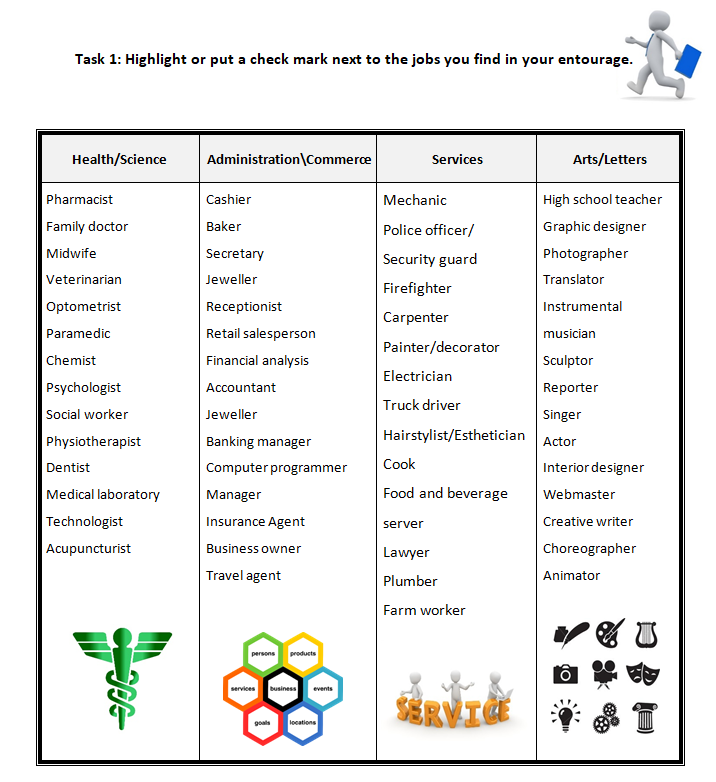 Task 1: Highlight or put a check mark next to the jobs you find in your entourage.
Health/Science
Pharmacist
Family doctor
Midwife
Veterinarian
Optometrist
Paramedic
Chemist
Psychologist
Social worker
Physiotherapist
Dentist
Medical laboratory
Technologist
Acupuncturist
Administration\Commerce
Cashier
Baker
Secretary
Jeweller
Receptionist
Retail salesperson
Financial analysis
Accountant
Jeweller
Banking manager
Computer programmer
Manager
Insurance Agent
Business owner
Travel agent
persons
products
services
business
events
goals
locations
Services
Mechanic
Police officer/
Security guard
Firefighter
Carpenter
Painter/decorator
Electrician
Truck driver
Hairstylist/Esthetician
Cook
Food and beverage
server
Lawyer
Plumber
Farm worker
SERVICE
Arts/Letters
High school teacher
Graphic designer
Photographer
Translator
Instrumental
musician
Sculptor
Reporter
Singer
Actor
Interior designer
Webmaster
Creative writer
Choreographer
Animator